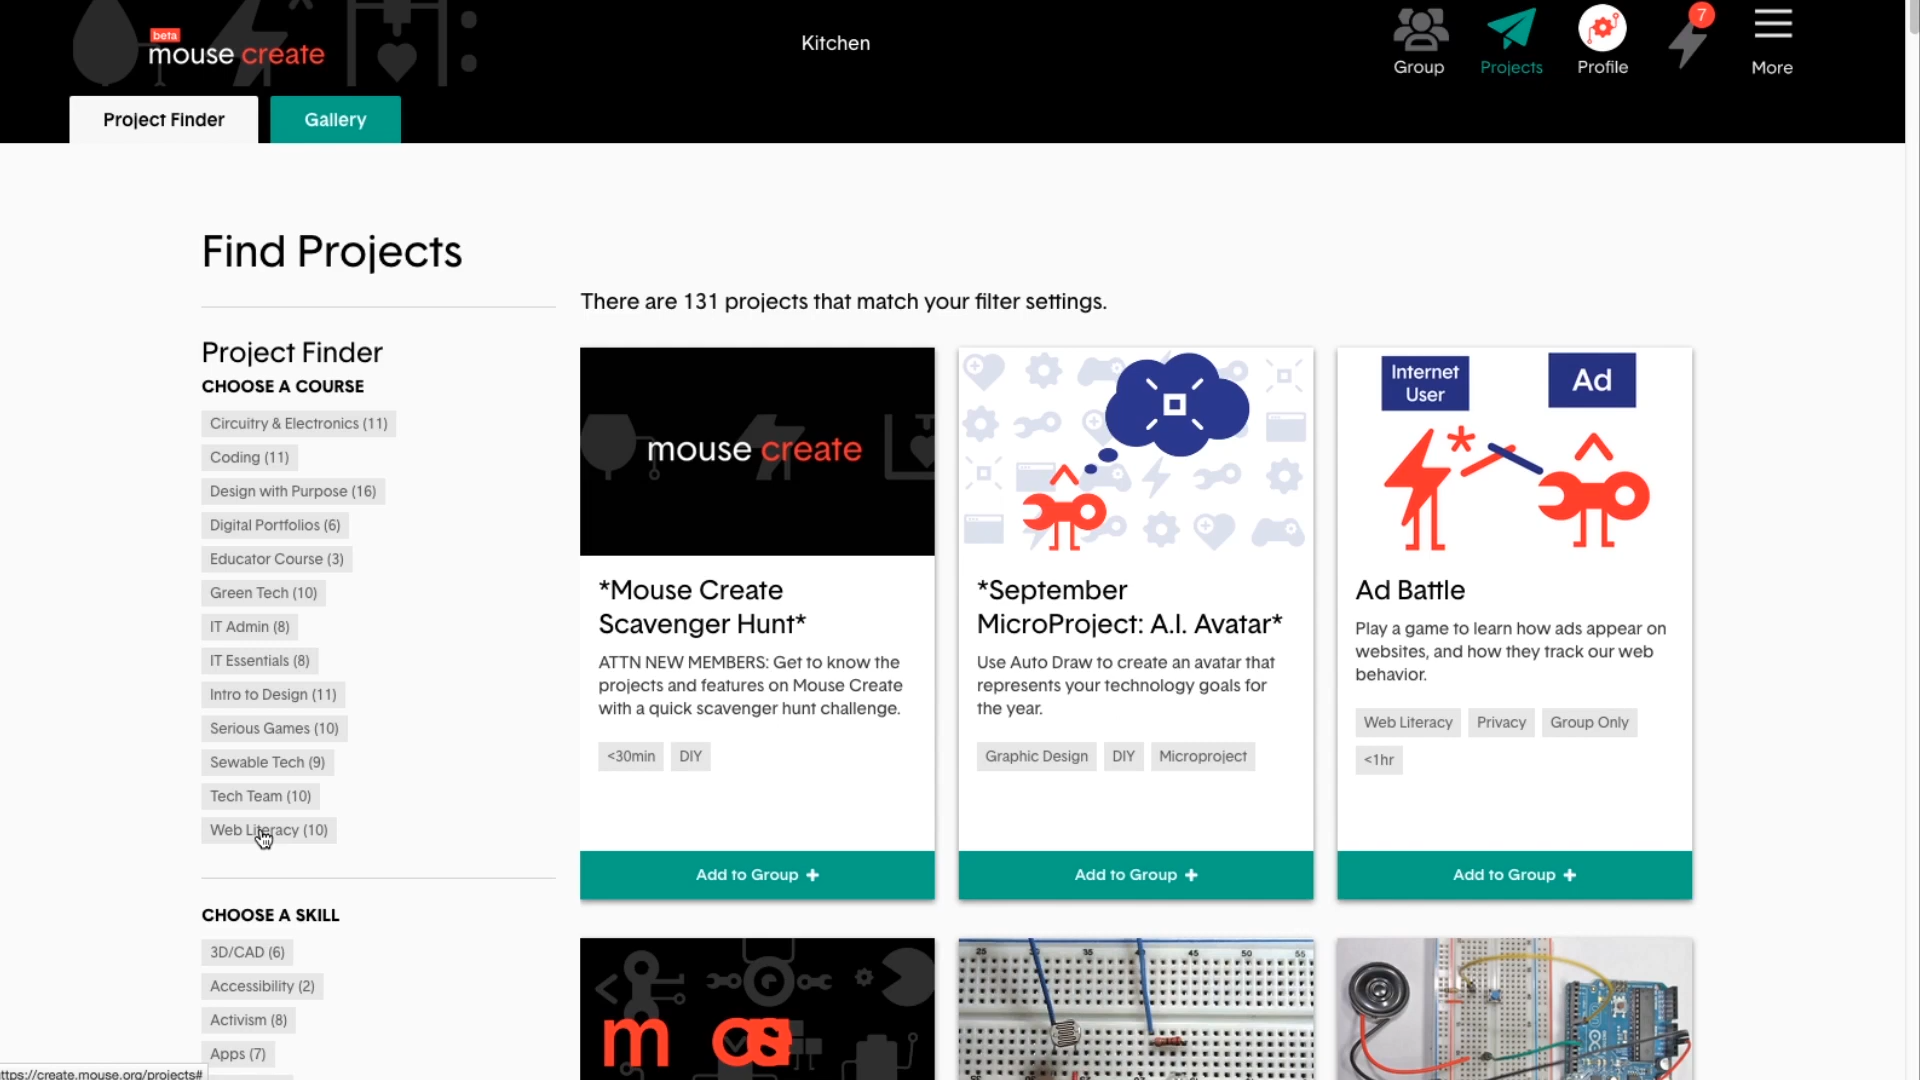 beta
mouse create
Kitchen
Group
Projects
Profile
7
More
Project Finder
Gallery
Find Projects
There are 131 projects that match your filter settings.
Project Finder
CHOOSE A COURSE
Circuitry & Electronics (11)
Coding (11)
Design with Purpose (16)
Digital Portfolios (6)
Educator Course (3)
Green Tech (10)
IT Admin (8)
IT Essentials (8)
Intro to Design (11)
Serious Games (10)
Sewable Tech (9)
Tech Team (10)
Web Literacy (10)
CHOOSE A SKILL
3D/CAD (6)
Accessibility (2)
Activism (8)
Apps (7)
mouse create
*Mouse Create
Scavenger Hunt*
ATTN NEW MEMBERS: Get to know the
projects and features on Mouse Create
with a quick scavenger hunt challenge.
<30min
DIY
Add to Group +
*September
MicroProject: A.I. Avatar*
Use Auto Draw to create an avatar that
represents your technology goals for
the year.
Graphic Design
DIY
Microproject
Add to Group +
Internet
User
Ad
Ad Battle
Play a game to learn how ads appear on
websites, and how they track our web
behavior.
Web Literacy
Privacy
Group Only
<1hr
Add to Group +
25
35
45
50
55
ttps://create.mouse.org/projects#